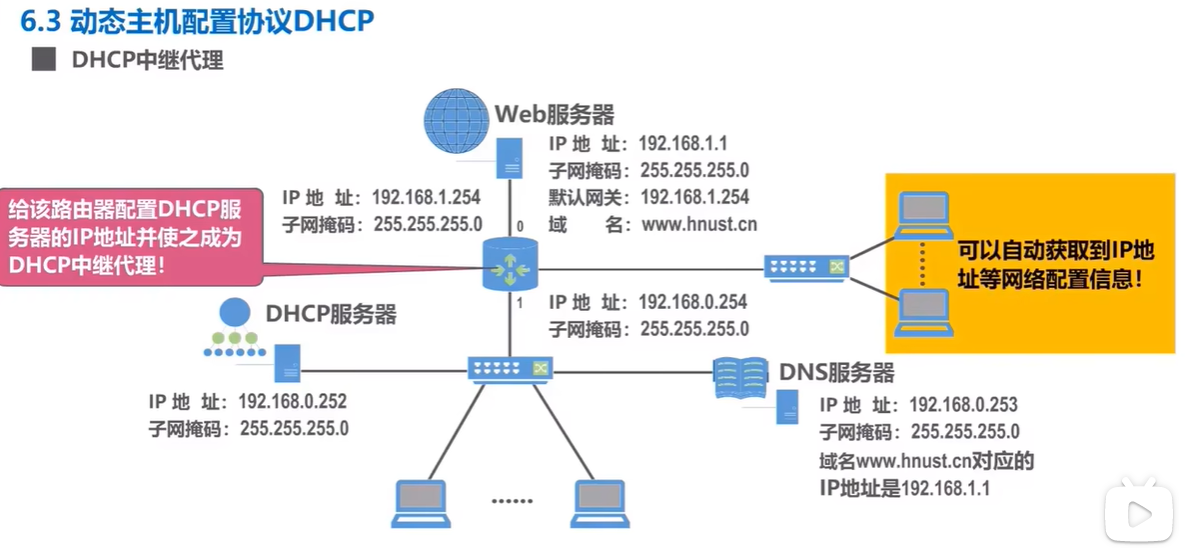 6.3 动态主机配置协议DHCP
DHCP中继代理
Web服务器
IP 地 址：192.168.1.1
子网掩码：255.255.255.0
默认网关：192.168.1.254
域 名：www.hnust.cn
IP 地 址：192.168.1.254
子网掩码：255.255.255.0
0
给该路由器配置DHCP服
务器的IP地址并使之成为
DHCP中继代理！
可以自动获取到IP地
址等网络配置信息！
1
IP 地 址：192.168.0.254
子网掩码：255.255.255.0
DHCP服务器
IP 地 址：192.168.0.252
子网掩码：255.255.255.0
DNS服务器
IP 地 址：192.168.0.253
子网掩码：255.255.255.0
域名www.hnust.cn对应的
IP地址是192.168.1.1
......